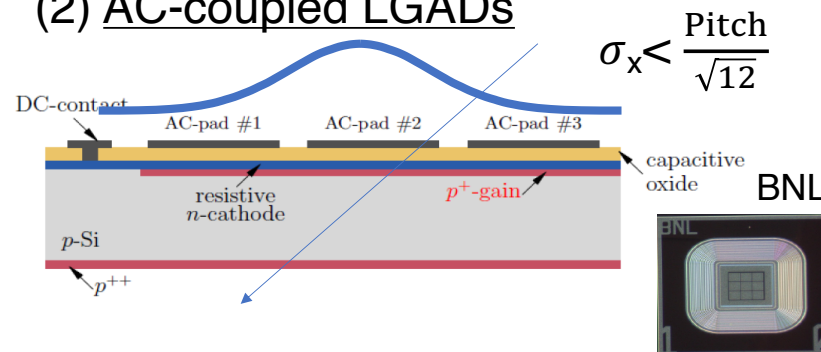 (2) AC-coupled LGADs
σx< Pitch/√12
DC-contact
AC-pad #1
AC-pad #2
AC-pad #3
capacitive
oxide
resistive
n-cathode
p⁺-gain
BNL
p-Si
p⁺⁺
BNL
1